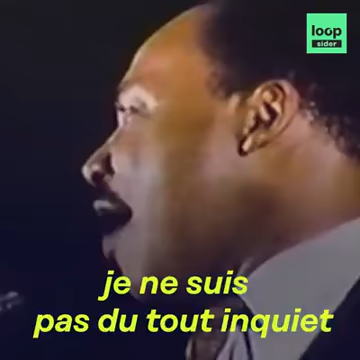 loop
sider
je ne suis
pas du tout inquiet